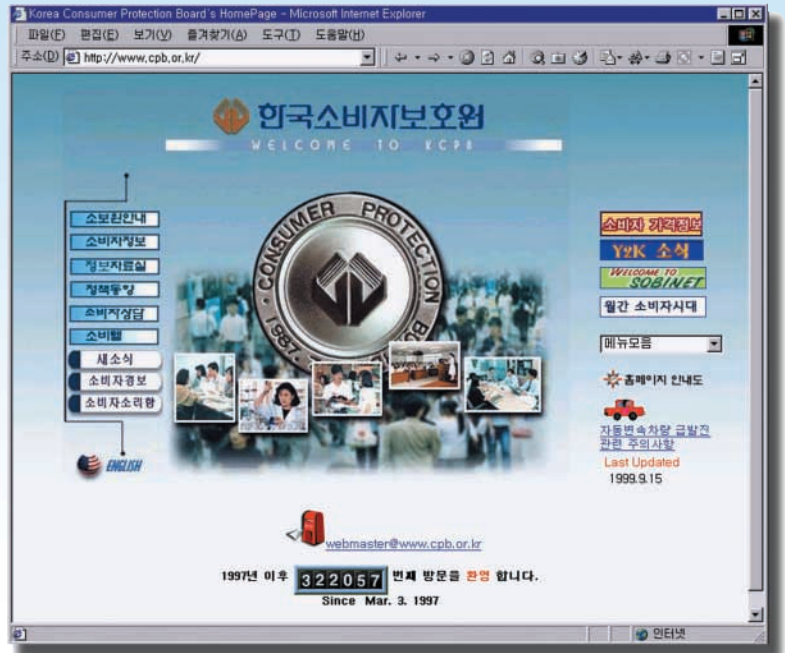 Korea Consumer Protection Board's HomePage - Microsoft Internet Explorer
파일(F) 편집(E) 보기(V) 즐겨찾기(A) 도구(T) 도움말(H)
주소(D) http://www.cpb.or.kr/
한국소비자보호원
WELCOME TO KCPB
소보원안내
소비자정보
정보자료실
정책동향
소비자상담
소비랩
새소식
소비자경보
소비자소리함
ENGLISH
CONSUMER PROTECTION
1987.
소비자 가격정보
Y2K 소식
WELCOME TO
SOBINET
월간 소비자시대
메뉴모음
홈페이지 안내도
자동변속차량 급발진
관련 주의사항
Last Updated
1999.9.15
webmaster@www.cpb.or.kr
1997년 이후 322057 번째 방문을 환영 합니다.
Since Mar. 3. 1997
인터넷